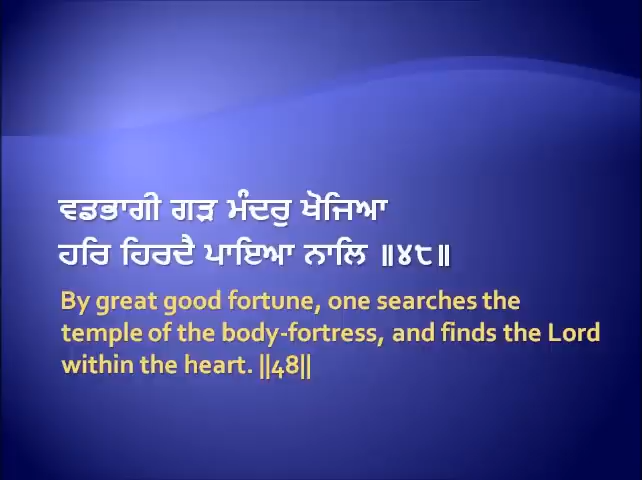 ਵਡਭਾਗੀ ਗੜ ਮੰਦਰੁ ਖੋਜਿਆ
ਹਰਿ ਹਿਰਦੈ ਪਾਇਆ ਨਾਲਿ ॥੪੮॥
By great good fortune, one searches the
temple of the body-fortress, and finds the Lord
within the heart. ||48||